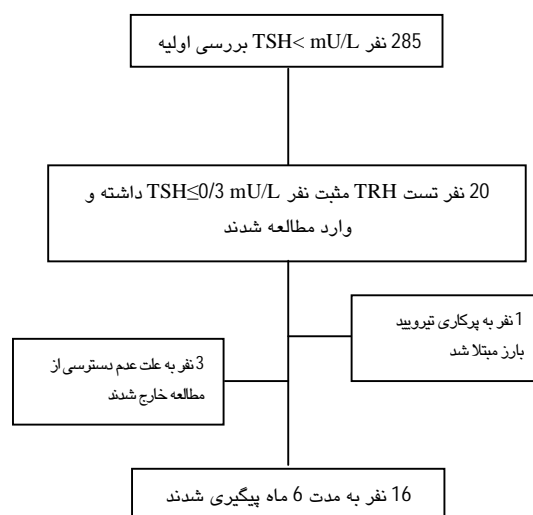 285 نفر TSH< mU/L بررسی اولیه
20 نفر تست TRH مثبت نفر TSH≤0/3 mU/L داشته و
وارد مطالعه شدند
1 نفر به پرکاری تیرویید
بارز مبتلا شد
3 نفر به علت عدم دسترسی از
مطالعه خارج شدند
16 نفر به مدت 6 ماه پیگیری شدند